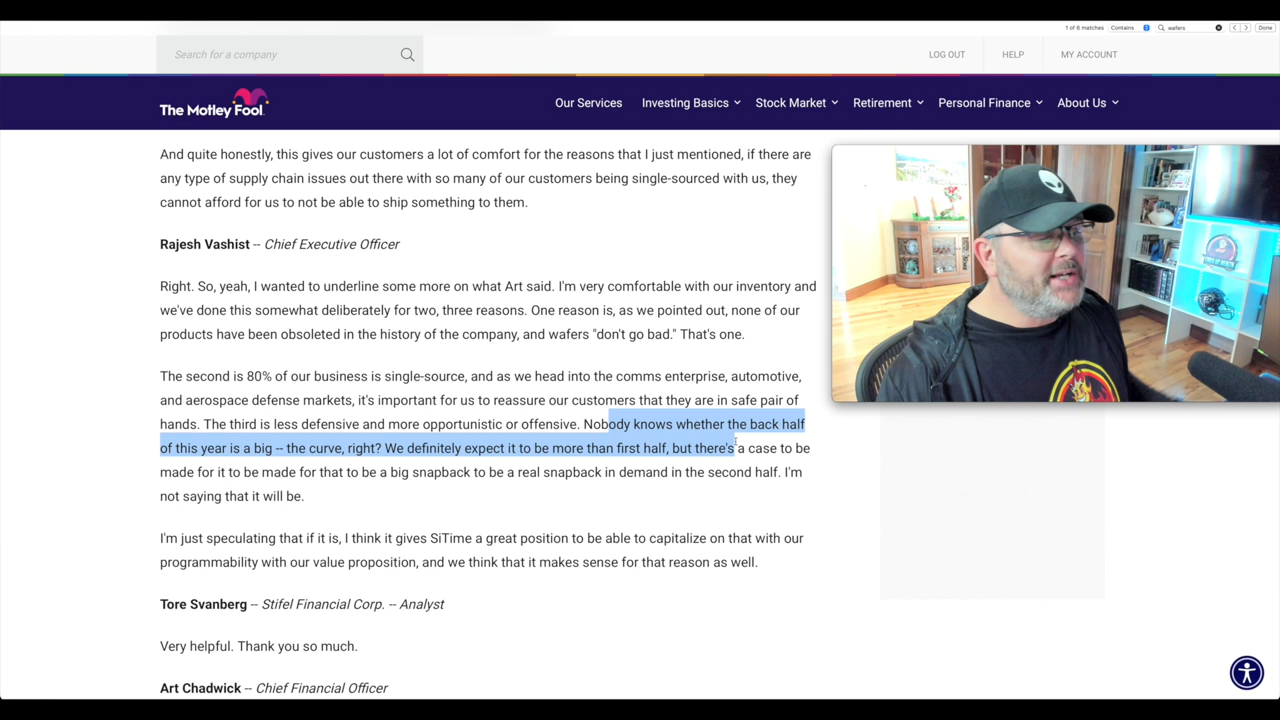 1 of 6 matches Contains wafers Done
Search for a company LOG OUT HELP MY ACCOUNT
The Motley Fool. Our Services Investing Basics Stock Market Retirement Personal Finance About Us
And quite honestly, this gives our customers a lot of comfort for the reasons that I just mentioned, if there are
any type of supply chain issues out there with so many of our customers being single-sourced with us, they
cannot afford for us to not be able to ship something to them.
Rajesh Vashist -- Chief Executive Officer
Right. So, yeah, I wanted to underline some more on what Art said. I'm very comfortable with our inventory and
we've done this somewhat deliberately for two, three reasons. One reason is, as we pointed out, none of our
products have been obsoleted in the history of the company, and wafers "don't go bad." That's one.
The second is 80% of our business is single-source, and as we head into the comms enterprise, automotive,
and aerospace defense markets, it's important for us to reassure our customers that they are in safe pair of
hands. The third is less defensive and more opportunistic or offensive. Nobody knows whether the back half
of this year is a big -- the curve, right? We definitely expect it to be more than first half, but there's a case to be
made for it to be made for that to be a big snapback to be a real snapback in demand in the second half. I'm
not saying that it will be.
I'm just speculating that if it is, I think it gives SiTime a great position to be able to capitalize on that with our
programmability with our value proposition, and we think that it makes sense for that reason as well.
Tore Svanberg -- Stifel Financial Corp. -- Analyst
Very helpful. Thank you so much.
Art Chadwick -- Chief Financial Officer